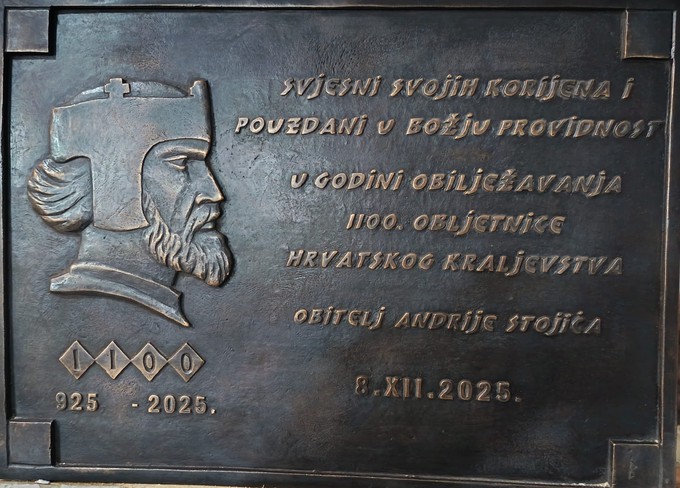 SVJESNI SVOJIH KORIJENA I
POUZDANI U BOŽJU PROVIDNOST
U GODINI OBILJEŽAVANJA
1100. OBLJETNICE
HRVATSKOG KRALJEVSTVA
OBITELJ ANDRIJE STOJIĆA
8.XII.2025.
1100
925 - 2025.